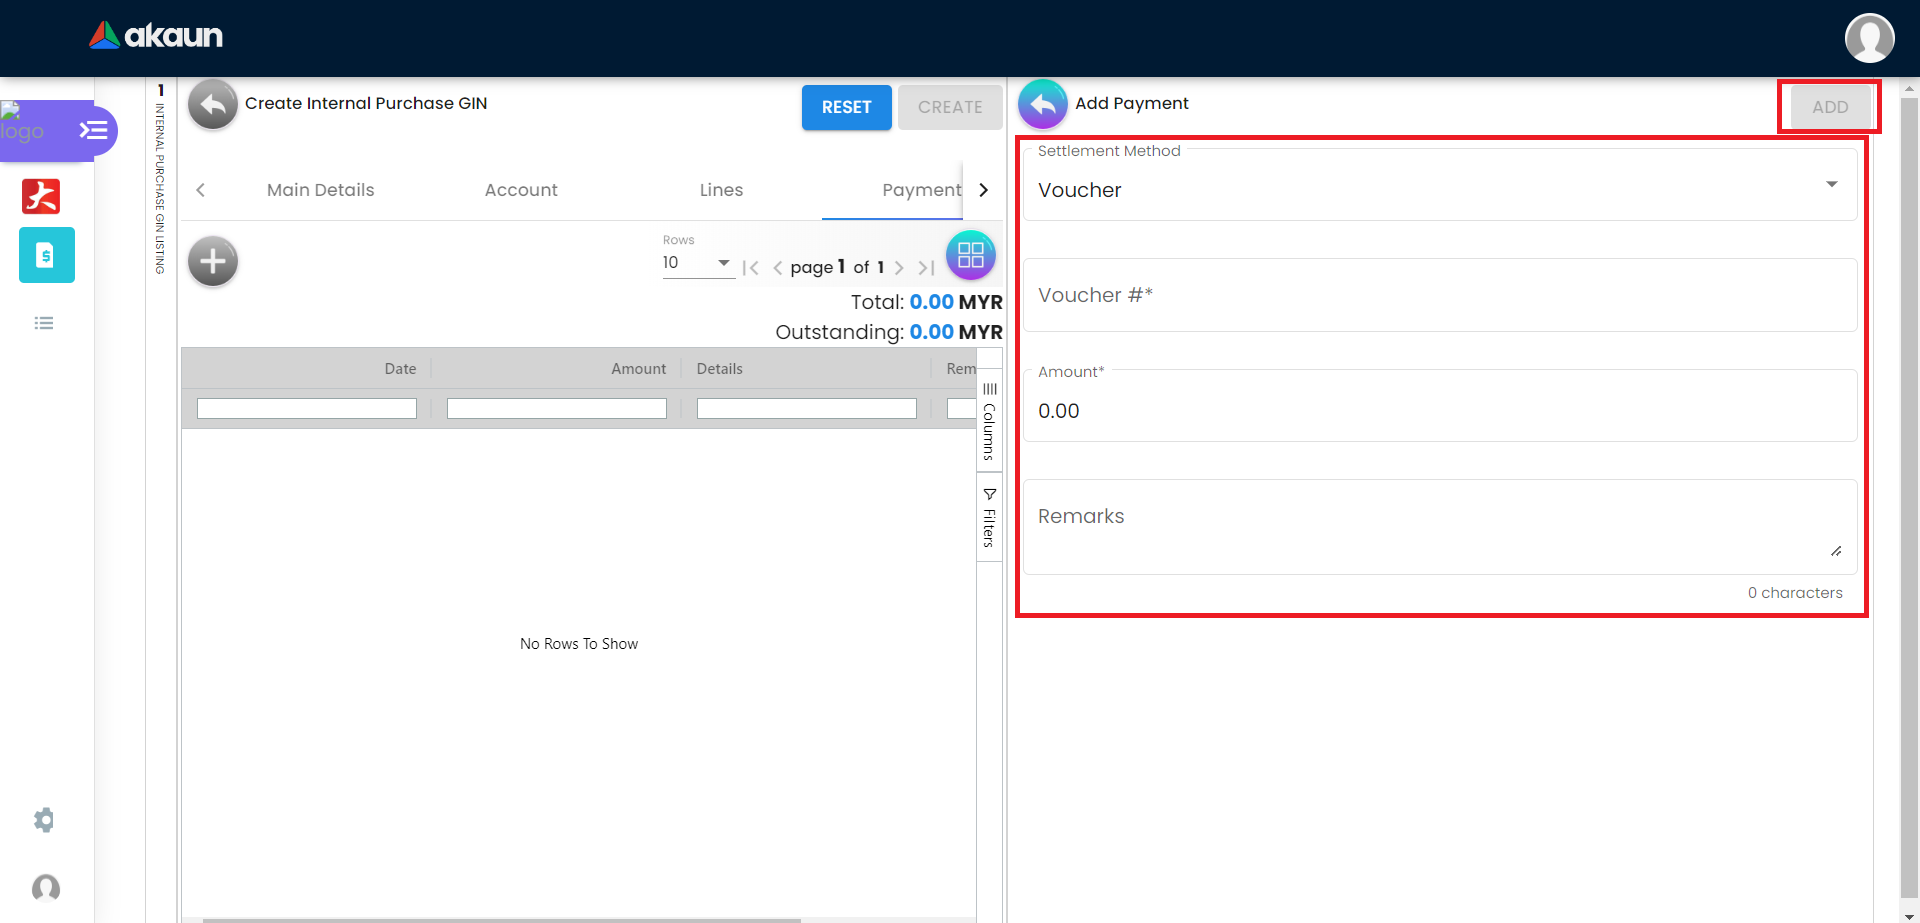 akaun
logo
1 INTERNAL PURCHASE GIN LISTING
Create Internal Purchase GIN
RESET
CREATE
Main Details
Account
Lines
Payment
Rows
10
page 1 of 1
Total: 0.00 MYR
Outstanding: 0.00 MYR
Date
Amount
Details
Rem
Columns
Filters
No Rows To Show
Add Payment
ADD
Settlement Method
Voucher
Voucher #*
Amount*
0.00
Remarks
0 characters